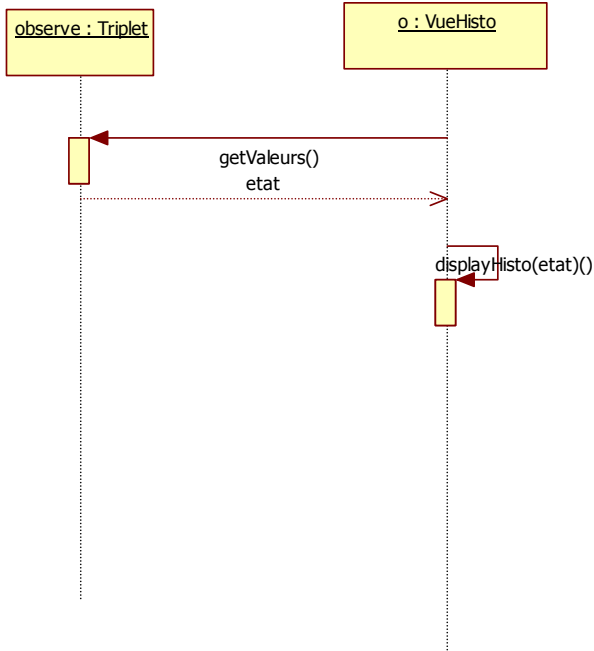 observe : Triplet
o : VueHisto
getValeurs()
etat
displayHisto(etat)()